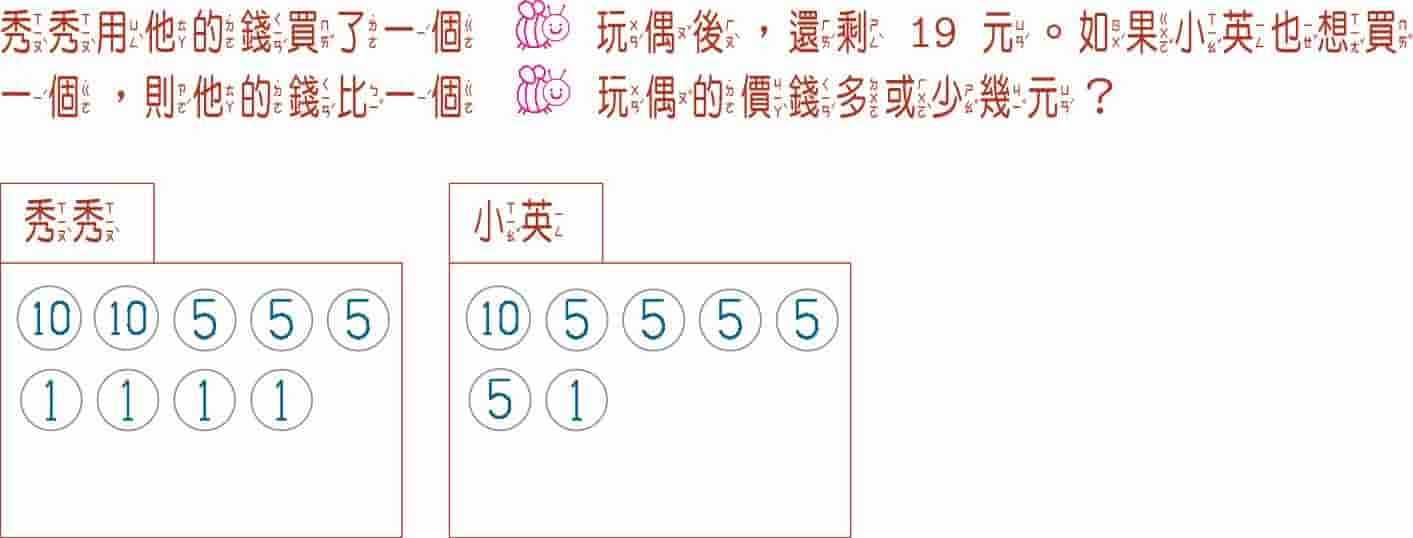 秀秀用他的錢買了一個 玩偶後，還剩 19 元。如果小英也想買
一個，則他的錢比一個 玩偶的價錢多或少幾元？
秀秀 小英
10 10 5 5 5 10 5 5 5 5
1 1 1 1 5 1